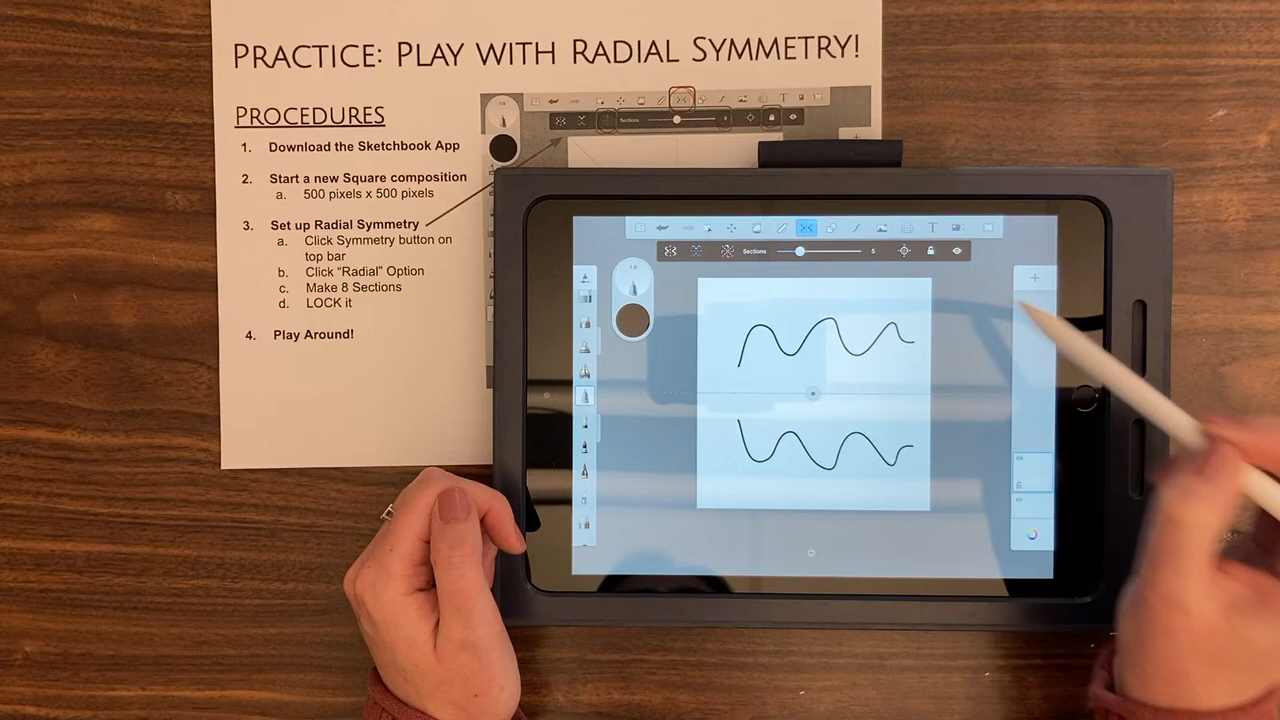 PRACTICE: PLAY WITH RADIAL SYMMETRY!
PROCEDURES
1. Download the Sketchbook App
2. Start a new Square composition
a. 500 pixels x 500 pixels
3. Set up Radial Symmetry
a. Click Symmetry button on
top bar
b. Click “Radial” Option
c. Make 8 Sections
d. LOCK it
4. Play Around!
T
Sections
T
Sections